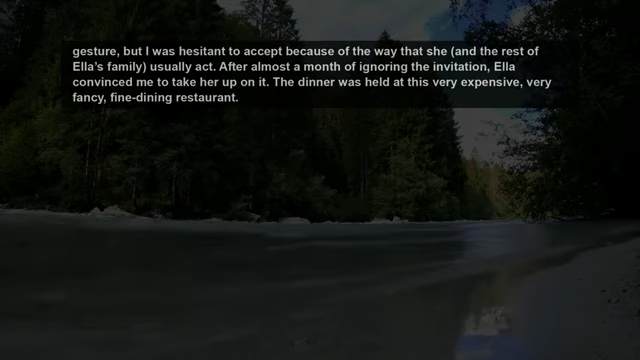 gesture, but I was hesitant to accept because of the way that she (and the rest of
Ella's family) usually act. After almost a month of ignoring the invitation, Ella
convinced me to take her up on it. The dinner was held at this very expensive, very
fancy, fine-dining restaurant.